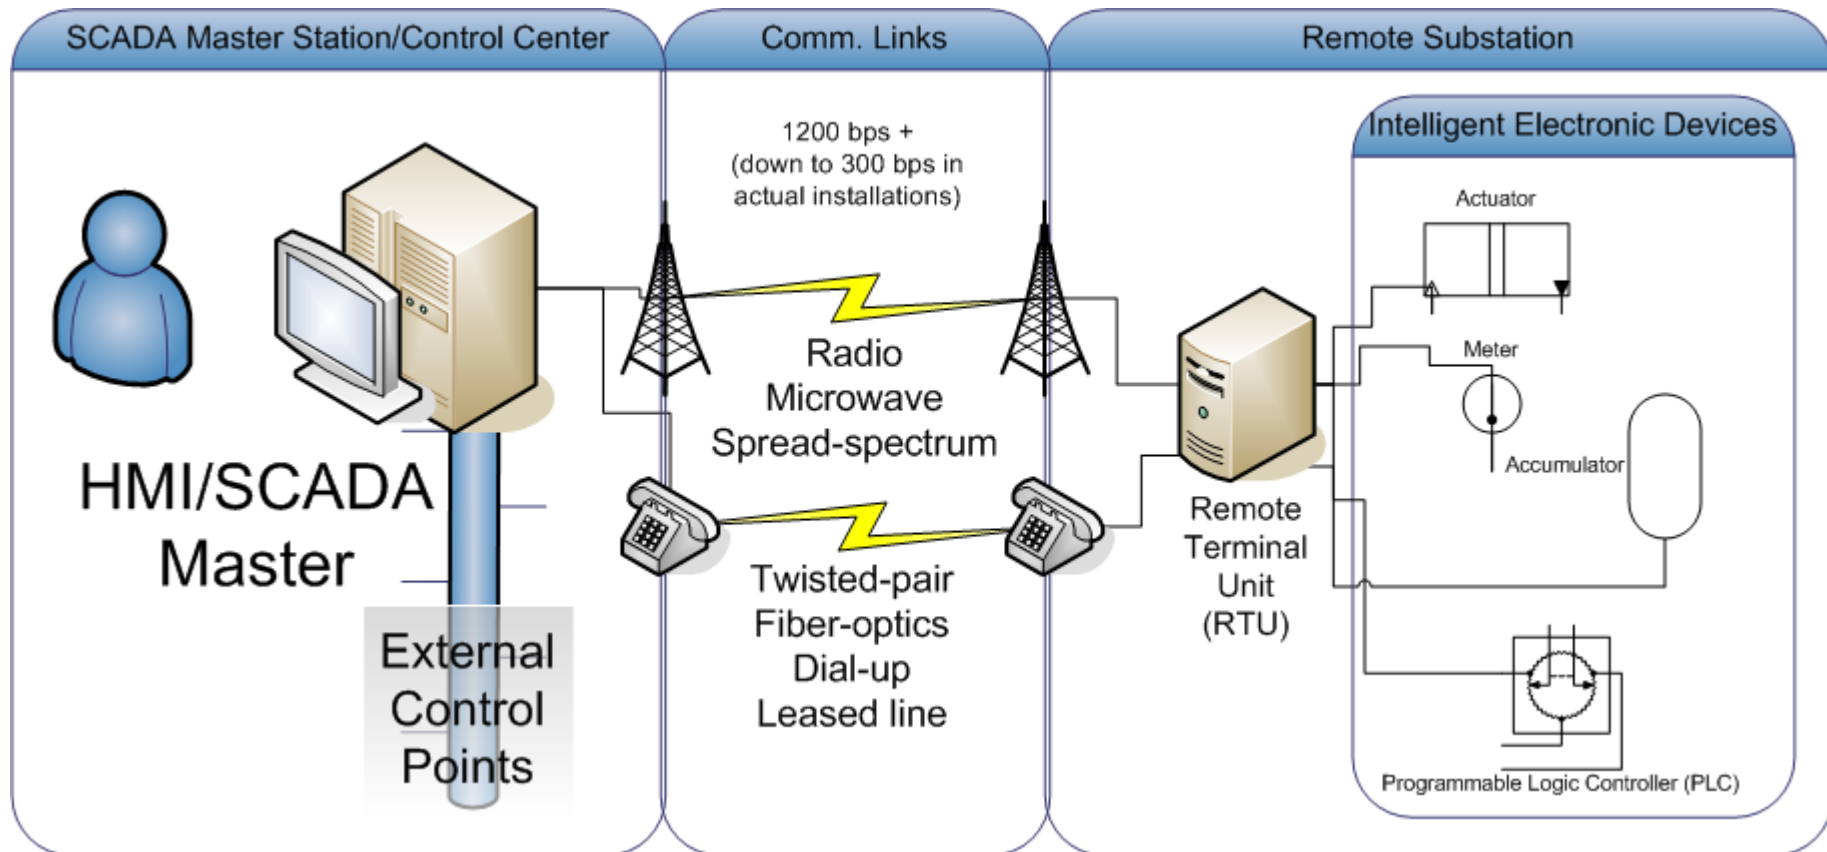 SCADA Master Station/Control Center
Comm. Links
Remote Substation
1200 bps +
(down to 300 bps in
actual installations)
Intelligent Electronic Devices
Actuator
Meter
Accumulator
Radio
Microwave
Spread-spectrum
HMI/SCADA
Master
Remote
Terminal
Unit
(RTU)
Twisted-pair
Fiber-optics
Dial-up
Leased line
External
Control
Points
Programmable Logic Controller (PLC)